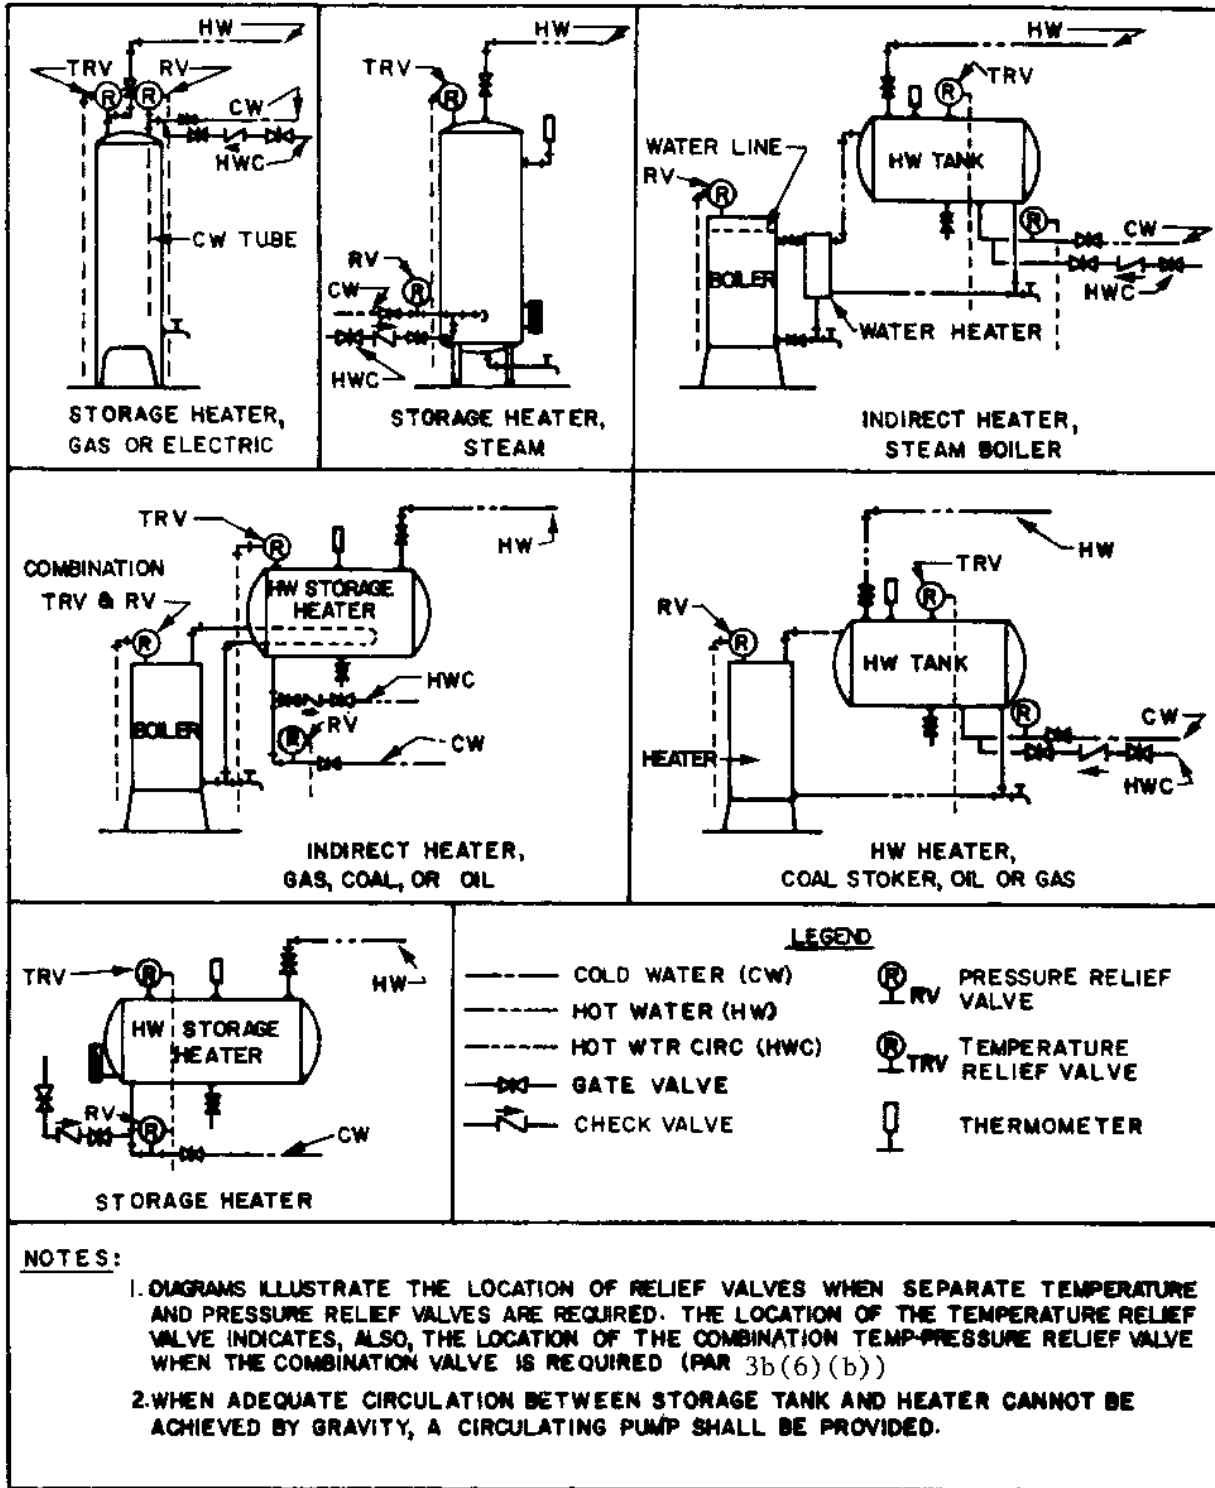 HW
TRV
RV
R
R
CW
HWC
CW TUBE
STORAGE HEATER,
GAS OR ELECTRIC
HW
TRV
R
RV
R
CW
HWC
STORAGE HEATER,
STEAM
HW
TRV
R
WATER LINE
RV
R
HW TANK
R
CW
BOILER
HWC
WATER HEATER
INDIRECT HEATER,
STEAM BOILER
TRV
R
HW
COMBINATION
TRV & RV
R
HW STORAGE
HEATER
HWC
RV
R
BOILER
CW
INDIRECT HEATER,
GAS, COAL, OR OIL
HW
TRV
R
RV
R
HW TANK
R
CW
HEATER
HWC
HW HEATER,
COAL STOKER, OIL OR GAS
TRV
R
HW
HW STORAGE
HEATER
RV
R
CW
STORAGE HEATER
LEGEND
COLD WATER (CW)
HOT WATER (HW)
HOT WTR CIRC (HWC)
GATE VALVE
CHECK VALVE
R
RV
PRESSURE RELIEF
VALVE
R
TRV
TEMPERATURE
RELIEF VALVE
THERMOMETER
NOTES:
1. DIAGRAMS ILLUSTRATE THE LOCATION OF RELIEF VALVES WHEN SEPARATE TEMPERATURE
AND PRESSURE RELIEF VALVES ARE REQUIRED. THE LOCATION OF THE TEMPERATURE RELIEF
VALVE INDICATES, ALSO, THE LOCATION OF THE COMBINATION TEMP-PRESSURE RELIEF VALVE
WHEN THE COMBINATION VALVE IS REQUIRED (PAR 3b(6)(b))
2. WHEN ADEQUATE CIRCULATION BETWEEN STORAGE TANK AND HEATER CANNOT BE
ACHIEVED BY GRAVITY, A CIRCULATING PUMP SHALL BE PROVIDED.